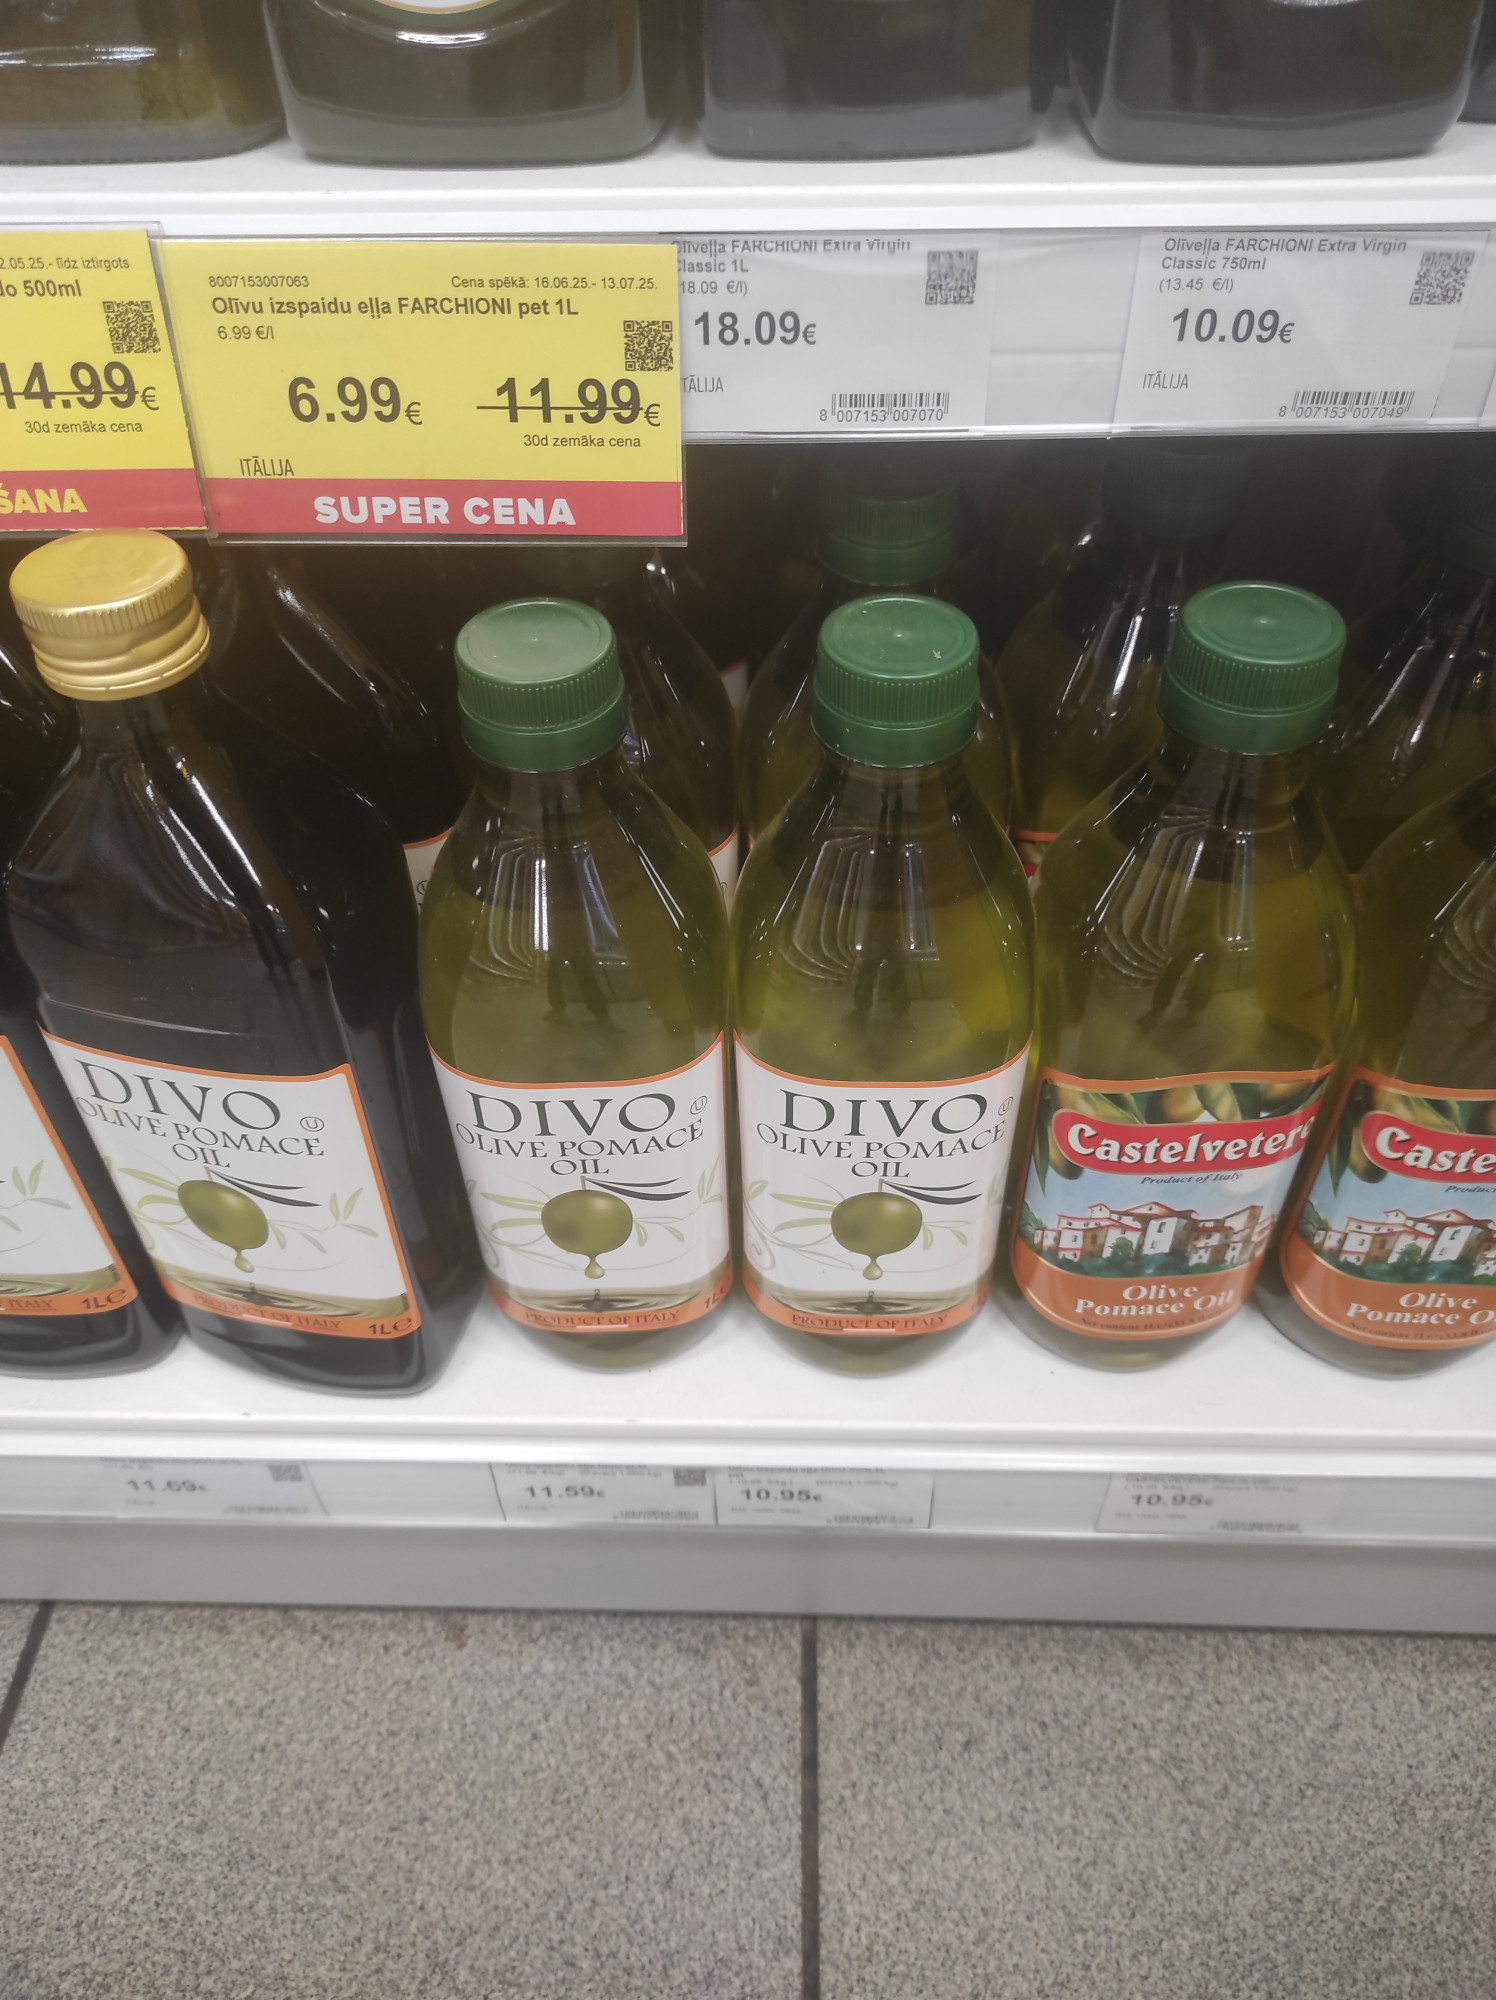 2.05.25.- līdz iztirgots
do 500ml
14.99€
30d zemāka cena
ŠANA
8007153007063
Cena spēkā: 16.06.25.- 13.07.25.
Olīvu izspaidu eļļa FARCHIONI pet 1L
6.99 €/l
6.99€
11.99€
30d zemāka cena
ITĀLIJA
SUPER CENA
Olīveļļa FARCHIONI Extra Virgin
Classic 1L
18.09 €/l)
18.09€
ITĀLIJA
8 007153 007070
Olīveļļa FARCHIONI Extra Virgin
Classic 750ml
(13.45 €/l)
10.09€
ITĀLIJA
8 007153 007049
ITALY
1L℮
DIVO
OLIVE POMACE
OIL
PRODUCT OF ITALY
1L℮
DIVO
OLIVE POMACE
OIL
PRODUCT OF ITALY
1L
DIVO
OLIVE POMACE
OIL
PRODUCT OF ITALY
Castelvetere
Product of Italy
Olive
Pomace Oil
Caste
Produc
Olive
Pomace O
11.69€
11.59€
10.95€
10.95€